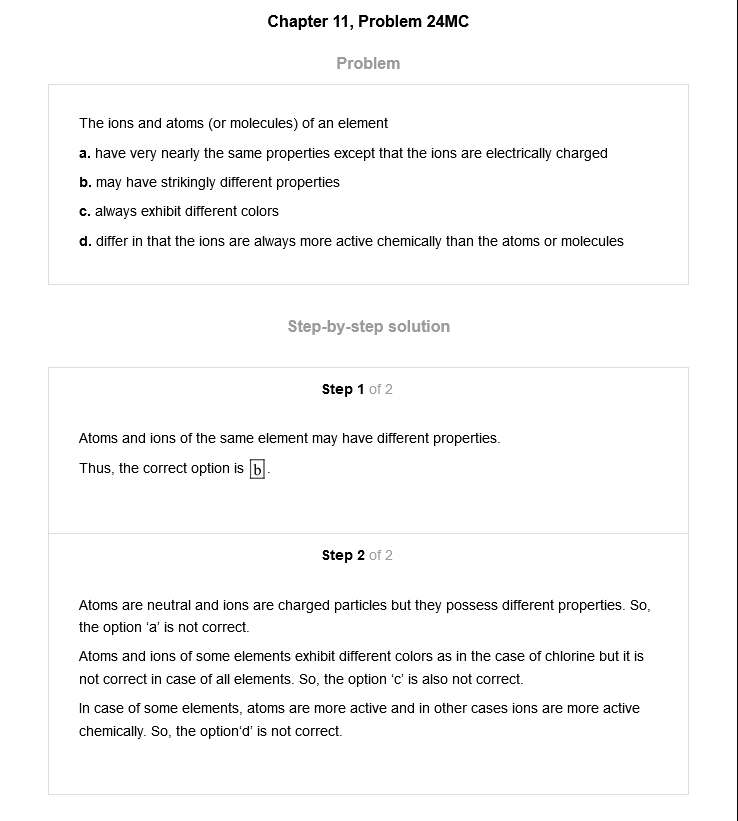 Chapter 11, Problem 24MC
Problem
The ions and atoms (or molecules) of an element
a. have very nearly the same properties except that the ions are electrically charged
b. may have strikingly different properties
c. always exhibit different colors
d. differ in that the ions are always more active chemically than the atoms or molecules
Step-by-step solution
Step 1 of 2
Atoms and ions of the same element may have different properties.
Thus, the correct option is b.
Step 2 of 2
Atoms are neutral and ions are charged particles but they possess different properties. So,
the option ‘a’ is not correct.
Atoms and ions of some elements exhibit different colors as in the case of chlorine but it is
not correct in case of all elements. So, the option ‘c’ is also not correct.
In case of some elements, atoms are more active and in other cases ions are more active
chemically. So, the option‘d’ is not correct.